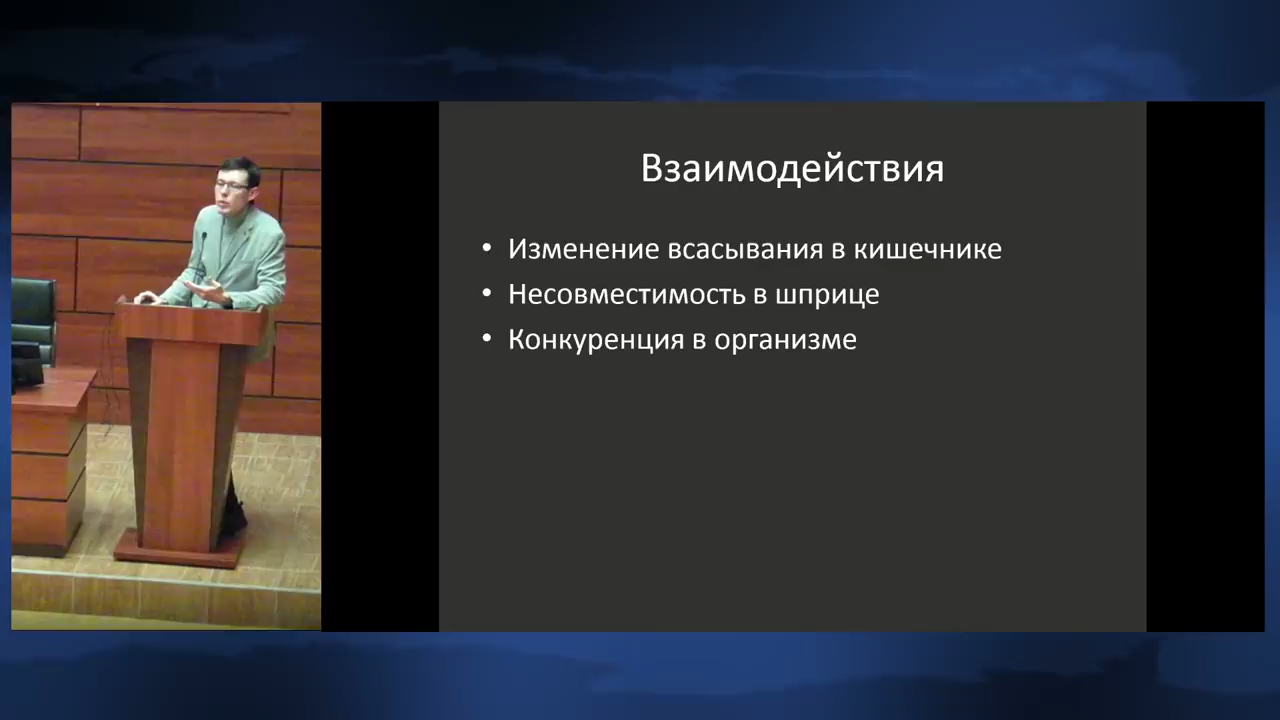 Взаимодействия
• Изменение всасывания в кишечнике
• Несовместимость в шприце
• Конкуренция в организме